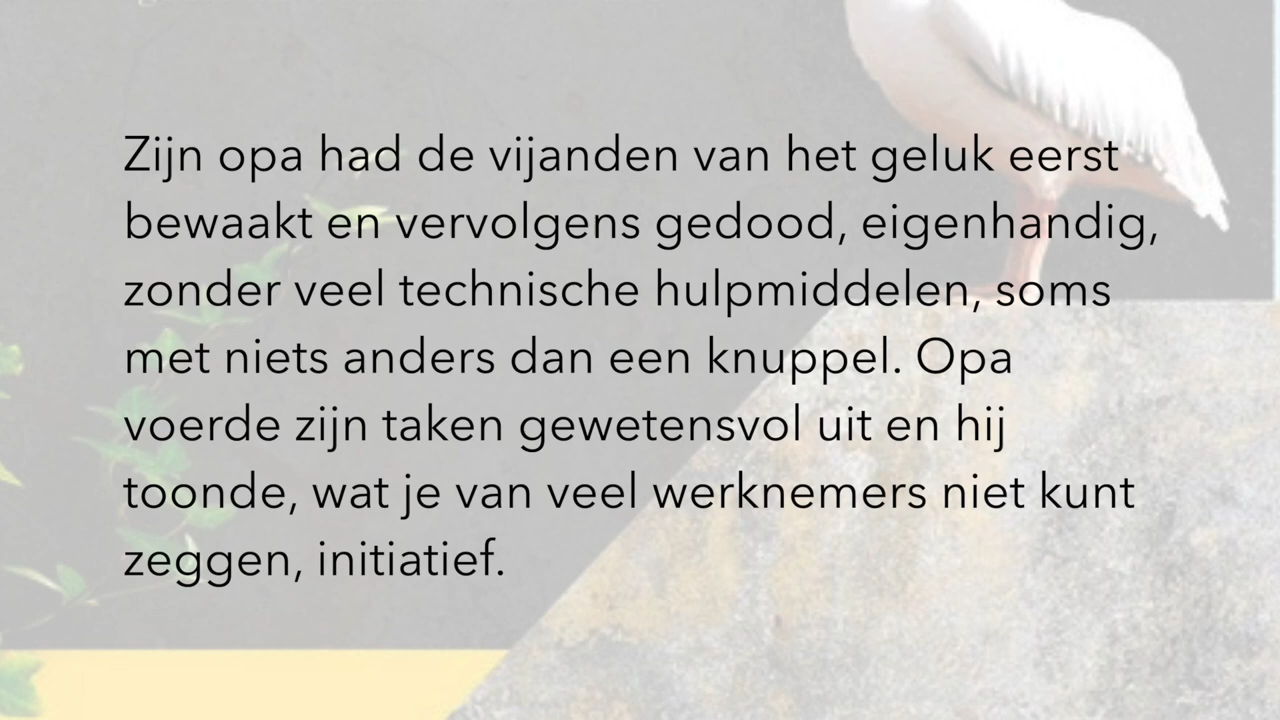 Zijn opa had de vijanden van het geluk eerst
bewaakt en vervolgens gedood, eigenhandig,
zonder veel technische hulpmiddelen, soms
met niets anders dan een knuppel. Opa
voerde zijn taken gewetensvol uit en hij
toonde, wat je van veel werknemers niet kunt
zeggen, initiatief.